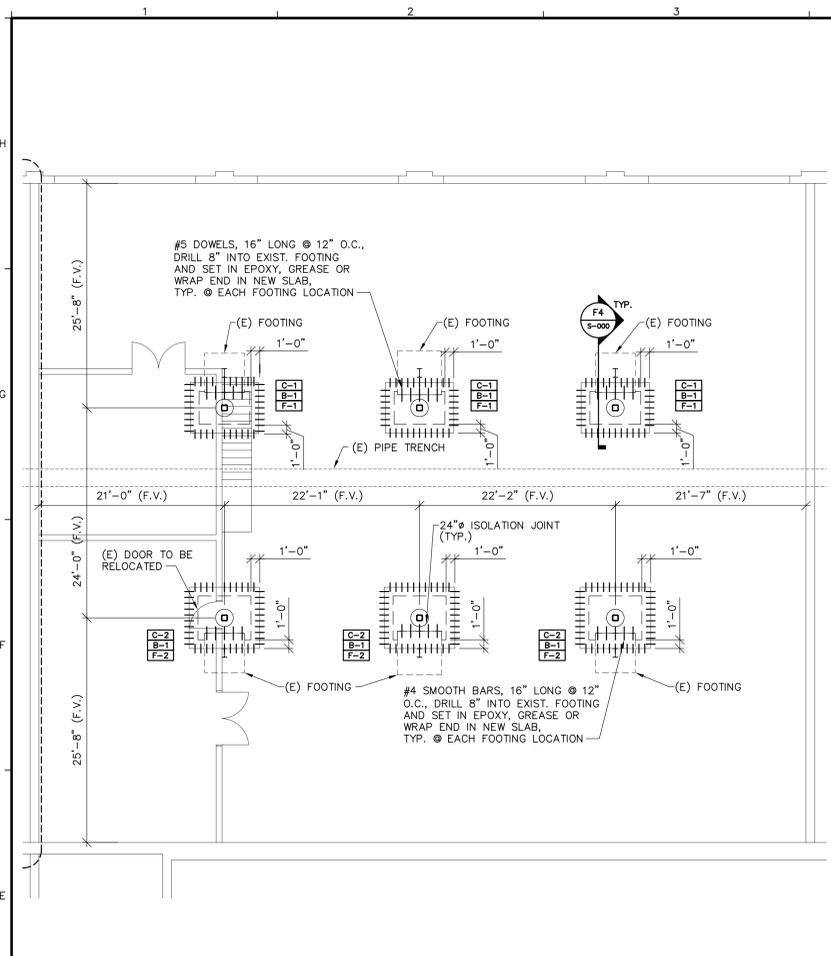 1
2
3
H
G
F
E
#5 DOWELS, 16" LONG @ 12" O.C.,
DRILL 8" INTO EXIST. FOOTING
AND SET IN EPOXY, GREASE OR
WRAP END IN NEW SLAB,
TYP. @ EACH FOOTING LOCATION
25'-8" (F.V.)
(E) FOOTING
(E) FOOTING
F4
S-000
TYP.
(E) FOOTING
1'-0"
1'-0"
1'-0"
C-1
B-1
F-1
C-1
B-1
F-1
C-1
B-1
F-1
1'-0"
1'-0"
1'-0"
(E) PIPE TRENCH
21'-0" (F.V.)
22'-1" (F.V.)
22'-2" (F.V.)
21'-7" (F.V.)
24'-0" (F.V.)
24"ø ISOLATION JOINT
(TYP.)
(E) DOOR TO BE
RELOCATED
1'-0"
1'-0"
1'-0"
1'-0"
1'-0"
1'-0"
C-2
B-1
F-2
C-2
B-1
F-2
C-2
B-1
F-2
25'-8" (F.V.)
(E) FOOTING
(E) FOOTING
#4 SMOOTH BARS, 16" LONG @ 12"
O.C., DRILL 8" INTO EXIST. FOOTING
AND SET IN EPOXY, GREASE OR
WRAP END IN NEW SLAB,
TYP. @ EACH FOOTING LOCATION